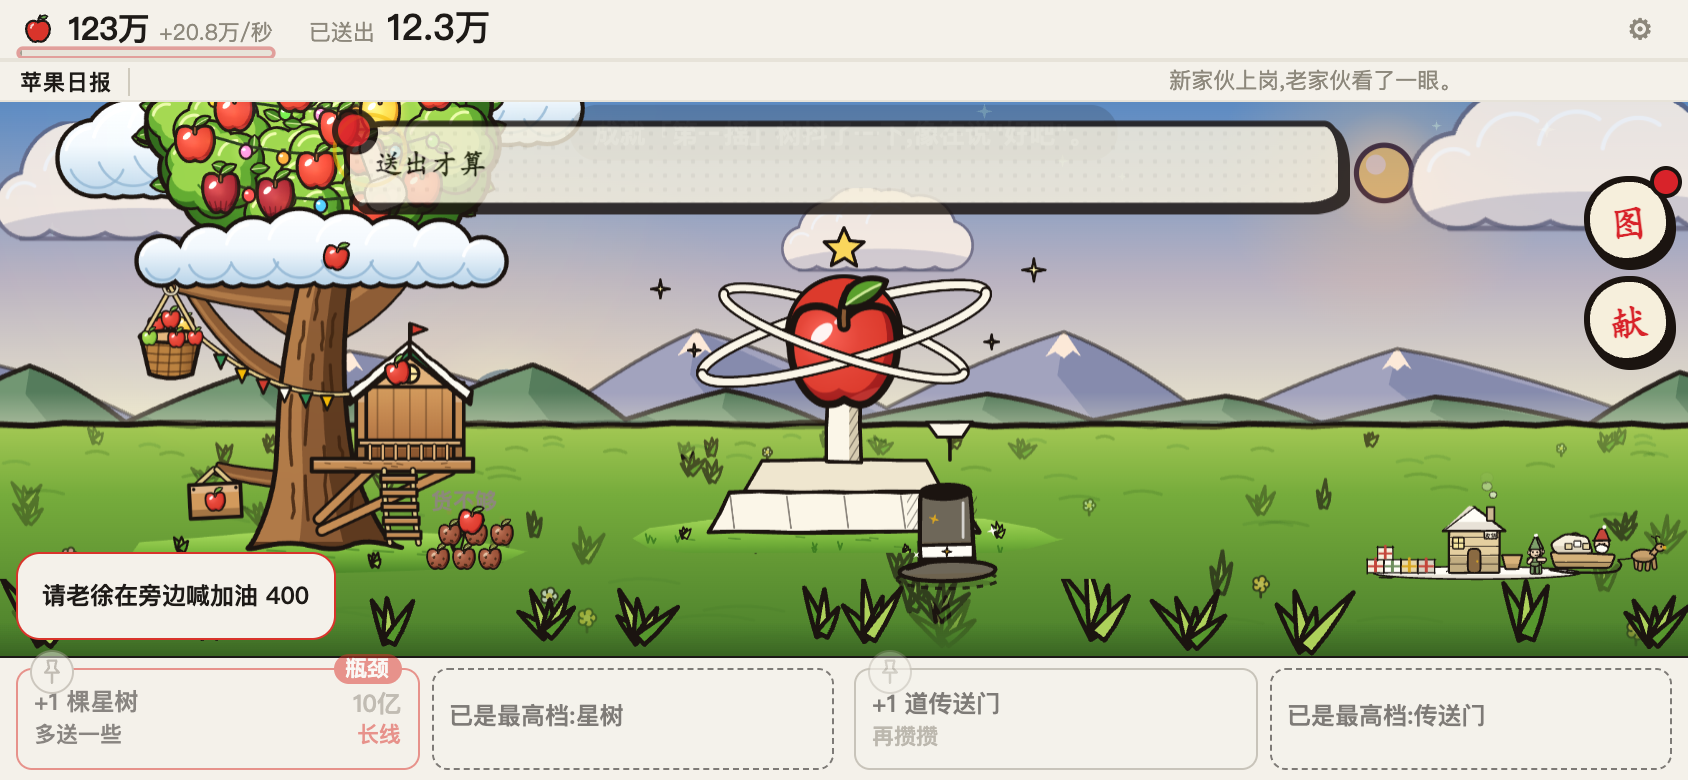 123万 +20.8万/秒 已送出 12.3万
苹果日报 新家伙上岗,老家伙看了一眼。
送出才算
图
献
货不够
请老徐在旁边喊加油 400
瓶颈
+1 棵星树 10亿
多送一些 长线
已是最高档:星树
+1 道传送门
再攒攒
已是最高档:传送门